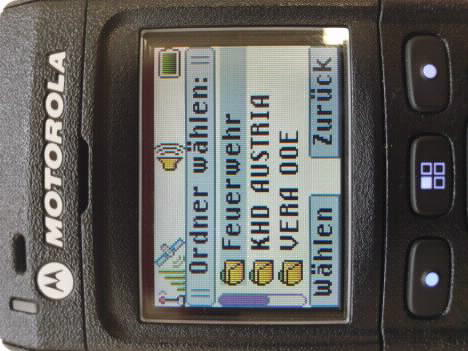 MOTOROLA
Ordner wählen:
Feuerwehr
KHD AUSTRIA
VERA OOE
Wählen
Zurück